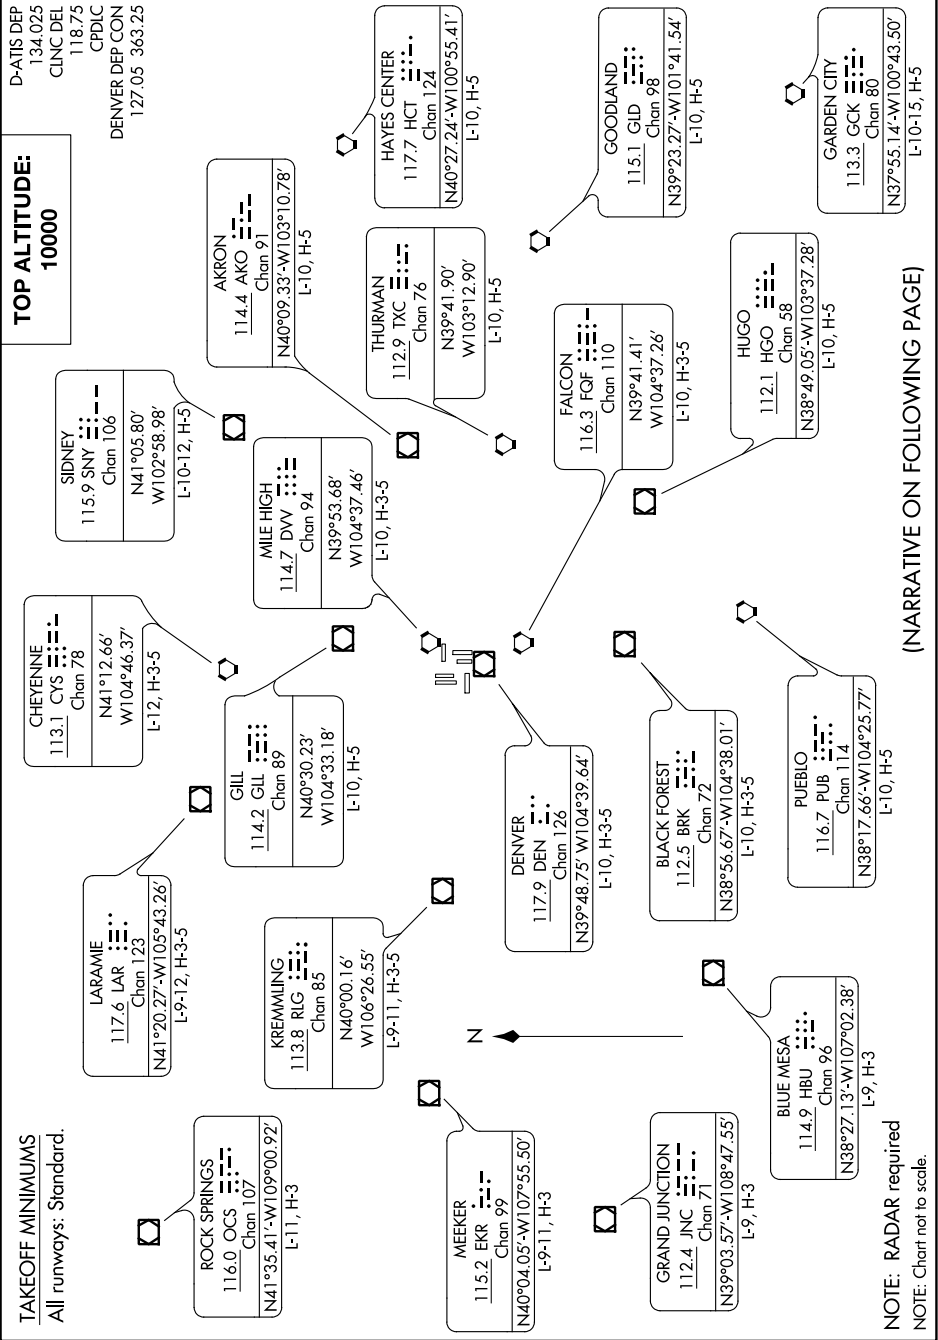 TAKEOFF MINIMUMS
All runways: Standard.
TOP ALTITUDE:
10000
D-ATIS DEP
134.025
CLNC DEL
118.75
CPDLC
DENVER DEP CON
127.05 363.25
ROCK SPRINGS
116.0 OCS
Chan 107
N41°35.41'-W109°00.92'
L-11, H-3
LARAMIE
117.6 LAR
Chan 123
N41°20.27'-W105°43.26'
L-9-12, H-3-5
CHEYENNE
113.1 CYS
Chan 78
N41°12.66'
W104°46.37'
L-12, H-3-5
SIDNEY
115.9 SNY
Chan 106
N41°05.80'
W102°58.98'
L-10-12, H-5
GILL
114.2 GLL
Chan 89
N40°30.23'
W104°33.18'
L-10, H-5
AKRON
114.4 AKO
Chan 91
N40°09.33'-W103°10.78'
L-10, H-5
KREMMLING
113.8 RLG
Chan 85
N40°00.16'
W106°26.55'
L-9-11, H-3-5
MILE HIGH
114.7 DVV
Chan 94
N39°53.68'
W104°37.46'
L-10, H-3-5
THURMAN
112.9 TXC
Chan 76
N39°41.90'
W103°12.90'
L-10, H-5
HAYES CENTER
117.7 HCT
Chan 124
N40°27.24'-W100°55.41'
L-10, H-5
MEEKER
115.2 EKR
Chan 99
N40°04.05'-W107°55.50'
L-9-11, H-3
N
DENVER
117.9 DEN
Chan 126
N39°48.75' W104°39.64'
L-10, H-3-5
FALCON
116.3 FQF
Chan 110
N39°41.41'
W104°37.26'
L-10, H-3-5
GOODLAND
115.1 GLD
Chan 98
N39°23.27'-W101°41.54'
L-10, H-5
GRAND JUNCTION
112.4 JNC
Chan 71
N39°03.57'-W108°47.55'
L-9, H-3
BLACK FOREST
112.5 BRK
Chan 72
N38°56.67'-W104°38.01'
L-10, H-3-5
HUGO
112.1 HGO
Chan 58
N38°49.05'-W103°37.28'
L-10, H-5
BLUE MESA
114.9 HBU
Chan 96
N38°27.13'-W107°02.38'
L-9, H-3
PUEBLO
116.7 PUB
Chan 114
N38°17.66'-W104°25.77'
L-10, H-5
GARDEN CITY
113.3 GCK
Chan 80
N37°55.14'-W100°43.50'
L-10-15, H-5
NOTE: RADAR required
NOTE: Chart not to scale.
(NARRATIVE ON FOLLOWING PAGE)